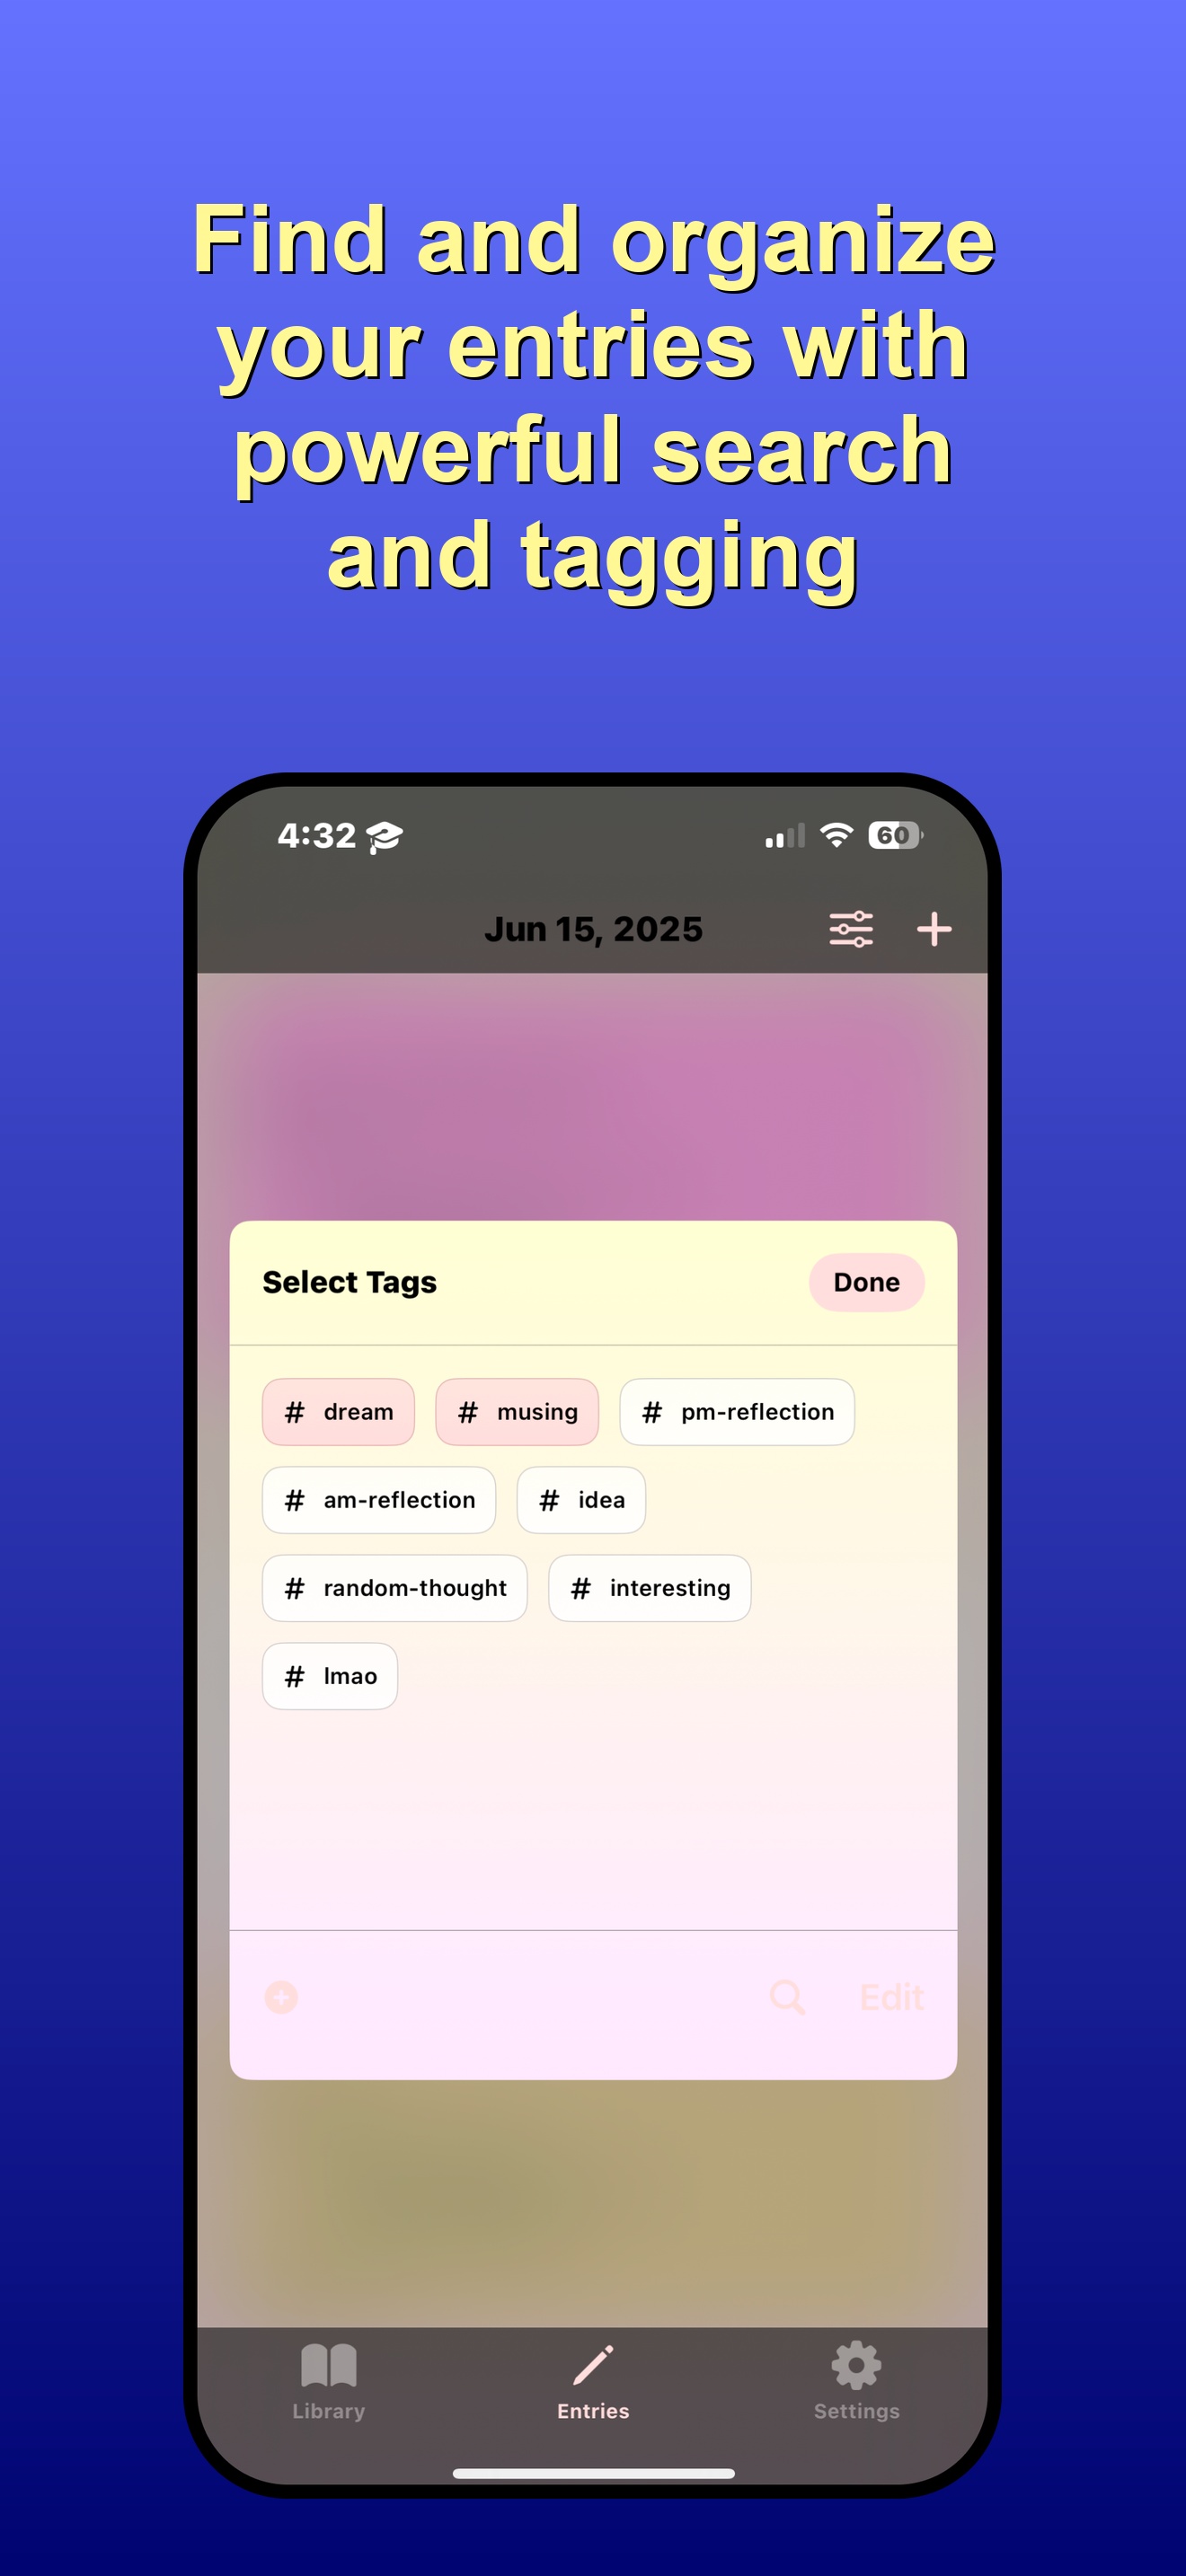 Find and organize
your entries with
powerful search
and tagging
4:32
60
Jun 15, 2025
Select Tags
Done
# dream
# musing
# pm-reflection
# am-reflection
# idea
# random-thought
# interesting
# lmao
Edit
Library
Entries
Settings